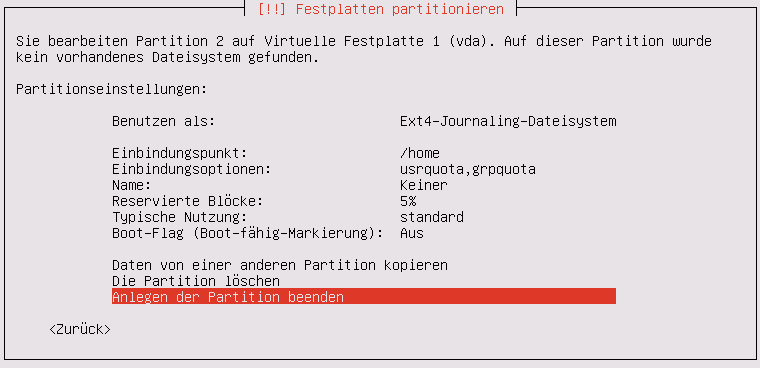 [!!] Festplatten partitionieren
Sie bearbeiten Partition 2 auf Virtuelle Festplatte 1 (vda). Auf dieser Partition wurde
kein vorhandenes Dateisystem gefunden.
Partitionseinstellungen:
Benutzen als: Ext4-Journaling-Dateisystem
Einbindungspunkt: /home
Einbindungsoptionen: usrquota,grpquota
Name: Keiner
Reservierte Blöcke: 5%
Typische Nutzung: standard
Boot-Flag (Boot-fähig-Markierung): Aus
Daten von einer anderen Partition kopieren
Die Partition löschen
Anlegen der Partition beenden
<Zurück>